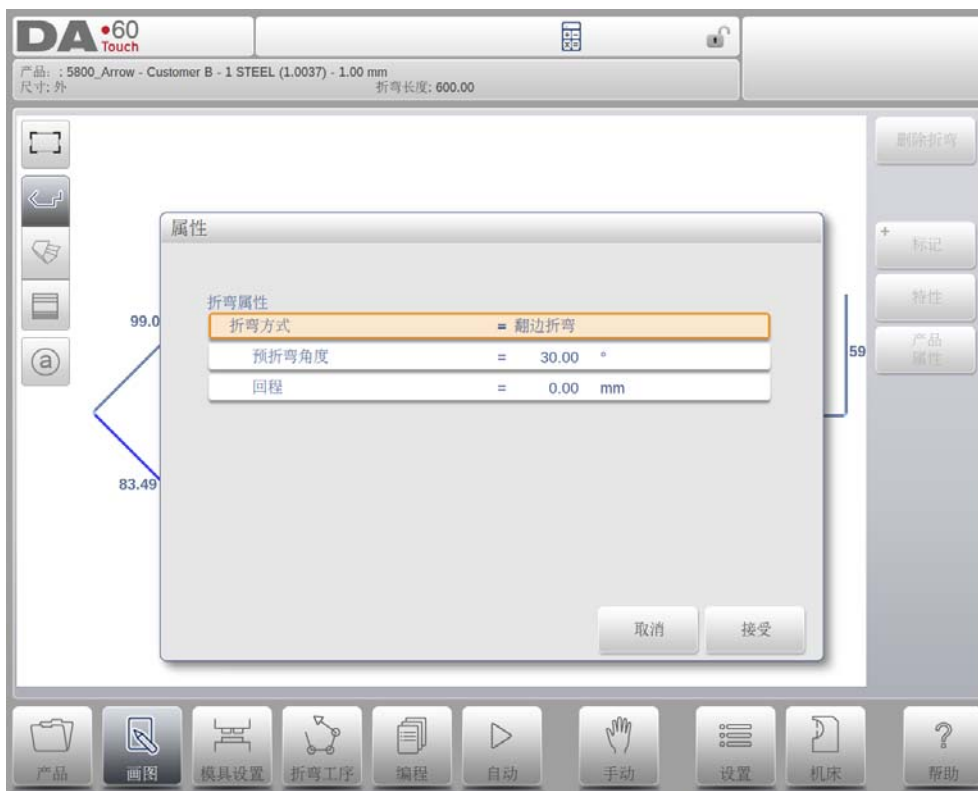 DA•60
Touch
产品: : 5800_Arrow - Customer B - 1 STEEL (1.0037) - 1.00 mm
尺寸: 外 折弯长度: 600.00
删除折弯
+ 标记
特性
产品
属性
属性
折弯属性
折弯方式 = 翻边折弯
预折弯角度 = 30.00 °
回程 = 0.00 mm
取消 接受
99.0
83.49
59
a
产品 画图 模具设置 折弯工序 编程 自动 手动 设置 机床 帮助